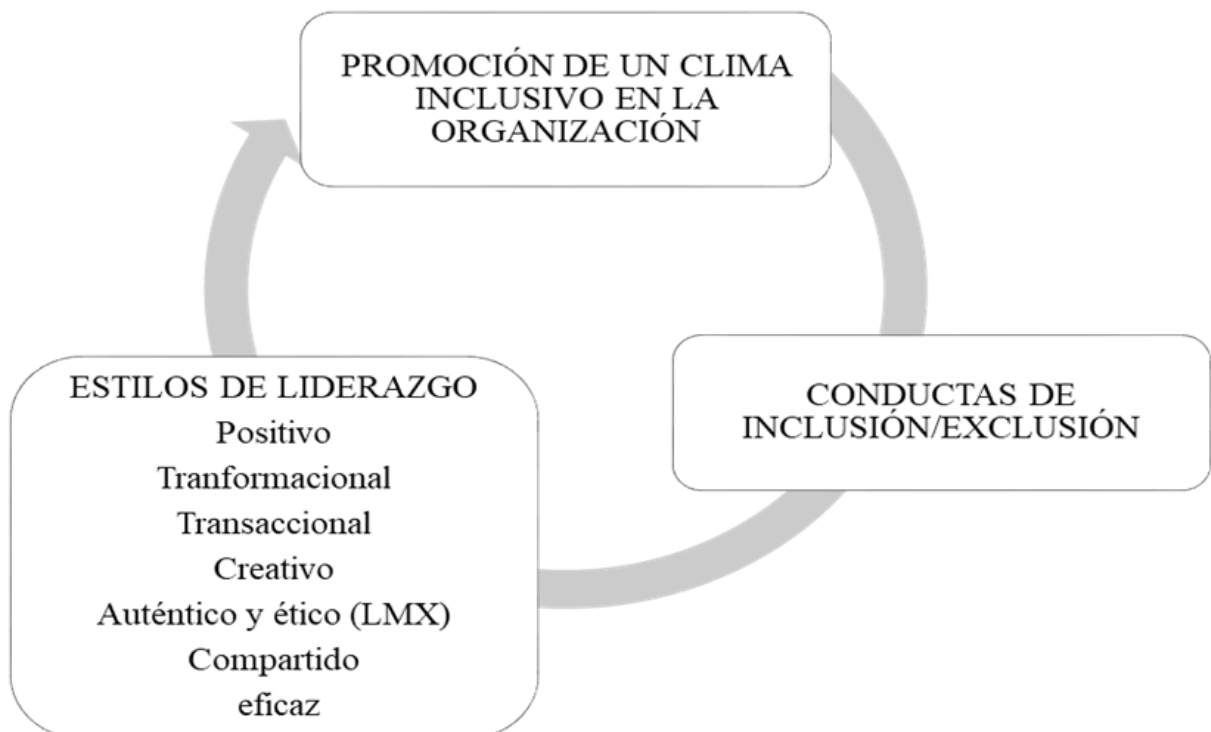 PROMOCIÓN DE UN CLIMA
INCLUSIVO EN LA
ORGANIZACIÓN
CONDUCTAS DE
INCLUSIÓN/EXCLUSIÓN
ESTILOS DE LIDERAZGO
Positivo
Tranformacional
Transaccional
Creativo
Auténtico y ético (LMX)
Compartido
eficaz